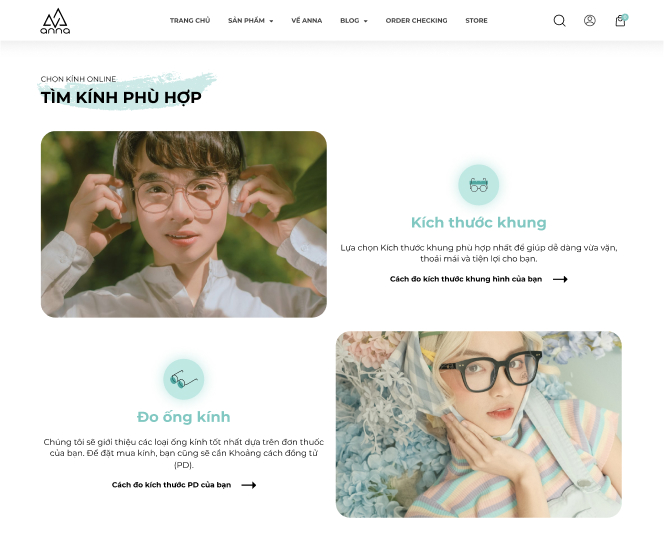 anna
TRANG CHỦ SẢN PHẨM VỀ ANNA BLOG ORDER CHECKING STORE
CHỌN KÍNH ONLINE
TÌM KÍNH PHÙ HỢP
Kích thước khung
Lựa chọn Kích thước khung phù hợp nhất để giúp dễ dàng vừa vặn,
thoải mái và tiện lợi cho bạn.
Cách đo kích thước khung hình của bạn
Đo ống kính
Chúng tôi sẽ giới thiệu các loại ống kính tốt nhất dựa trên đơn thuốc
của bạn. Để đặt mua kính, bạn cũng sẽ cần Khoảng cách đồng tử
(PD).
Cách đo kích thước PD của bạn